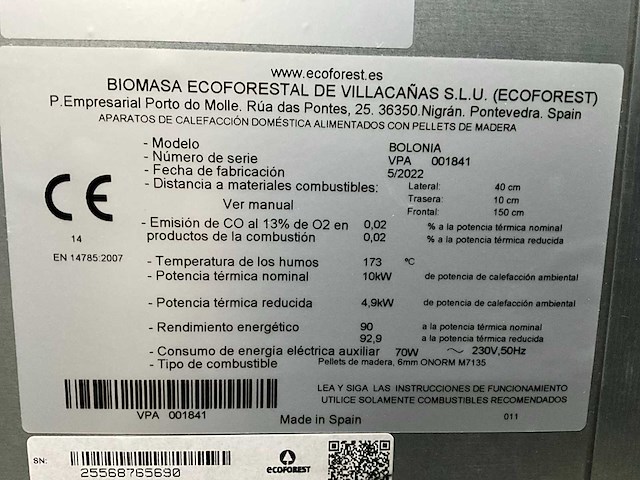 www.ecoforest.es
BIOMASA ECOFORESTAL DE VILLACAÑAS S.L.U. (ECOFOREST)
P.Empresarial Porto do Molle. Rúa das Pontes, 25. 36350.Nigrán. Pontevedra. Spain
APARATOS DE CALEFACCIÓN DOMÉSTICA ALIMENTADOS CON PELLETS DE MADERA
- Modelo BOLONIA
- Número de serie VPA 001841
- Fecha de fabricación 5/2022
- Distancia a materiales combustibles: Lateral: 40 cm
Ver manual Trasera: 10 cm
Frontal: 150 cm
CE
14
EN 14785:2007
- Emisión de CO al 13% de O2 en 0,02 % a la potencia térmica nominal
productos de la combustión 0,02 % a la potencia térmica reducida
- Temperatura de los humos 173 ºC
- Potencia térmica nominal 10kW de potencia de calefacción ambiental
- Potencia térmica reducida 4,9kW de potencia de calefacción ambiental
- Rendimiento energético 90 a la potencia térmica nominal
92,9 a la potencia térmica reducida
- Consumo de energia eléctrica auxiliar 70W ~ 230V,50Hz
- Tipo de combustible Pellets de madera, 6mm ONORM M7135
LEA Y SIGA LAS INSTRUCCIONES DE FUNCIONAMIENTO
UTILICE SOLAMENTE COMBUSTIBLES RECOMENDADOS
VPA 001841
Made in Spain
011
SN:
25568765690
ecoforest